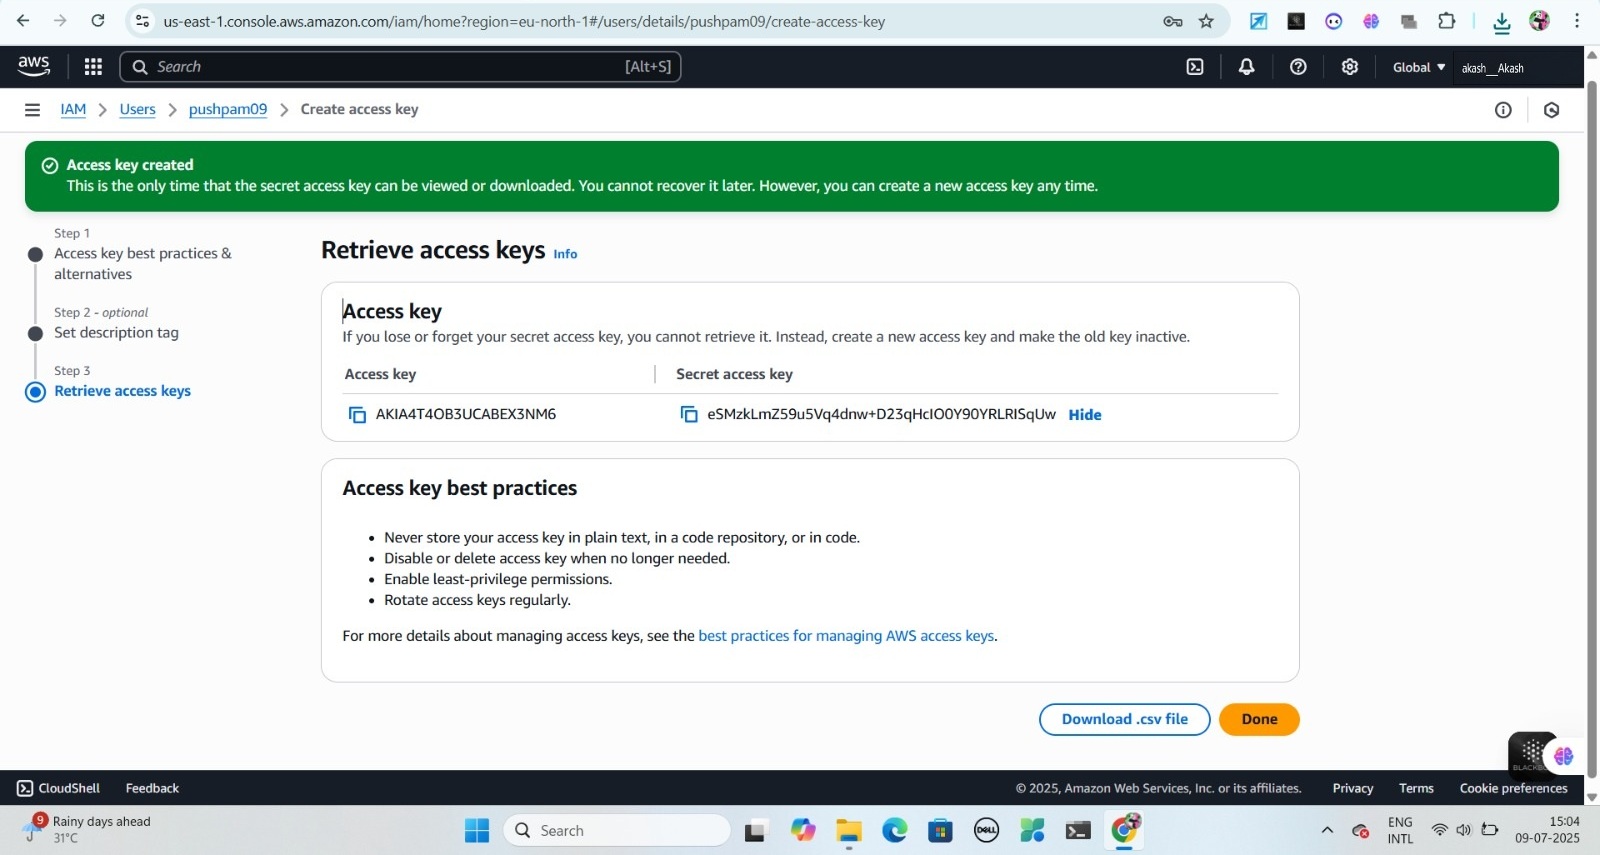 us-east-1.console.aws.amazon.com/iam/home?region=eu-north-1#/users/details/pushpam09/create-access-key
aws
Search [Alt+S]
Global
akash__Akash
IAM > Users > pushpam09 > Create access key
Access key created
This is the only time that the secret access key can be viewed or downloaded. You cannot recover it later. However, you can create a new access key any time.
Step 1
Access key best practices &
alternatives
Step 2 - optional
Set description tag
Step 3
Retrieve access keys
Retrieve access keys Info
Access key
If you lose or forget your secret access key, you cannot retrieve it. Instead, create a new access key and make the old key inactive.
Access key Secret access key
AKIA4T4OB3UCABEX3NM6 eSMzkLmZ59u5Vq4dnw+D23qHcIO0Y90YRLRISqUw Hide
Access key best practices
• Never store your access key in plain text, in a code repository, or in code.
• Disable or delete access key when no longer needed.
• Enable least-privilege permissions.
• Rotate access keys regularly.
For more details about managing access keys, see the best practices for managing AWS access keys.
Download .csv file Done
CloudShell Feedback
© 2025, Amazon Web Services, Inc. or its affiliates. Privacy Terms Cookie preferences
9
Rainy days ahead
31°C
Search
DELL
ENG
INTL
15:04
09-07-2025